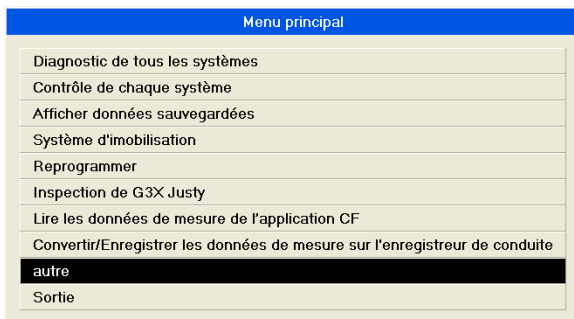 Menu principal
Diagnostic de tous les systèmes
Contrôle de chaque système
Afficher données sauvegardées
Système d'imobilisation
Reprogrammer
Inspection de G3X Justy
Lire les données de mesure de l'application CF
Convertir/Enregistrer les données de mesure sur l'enregistreur de conduite
autre
Sortie